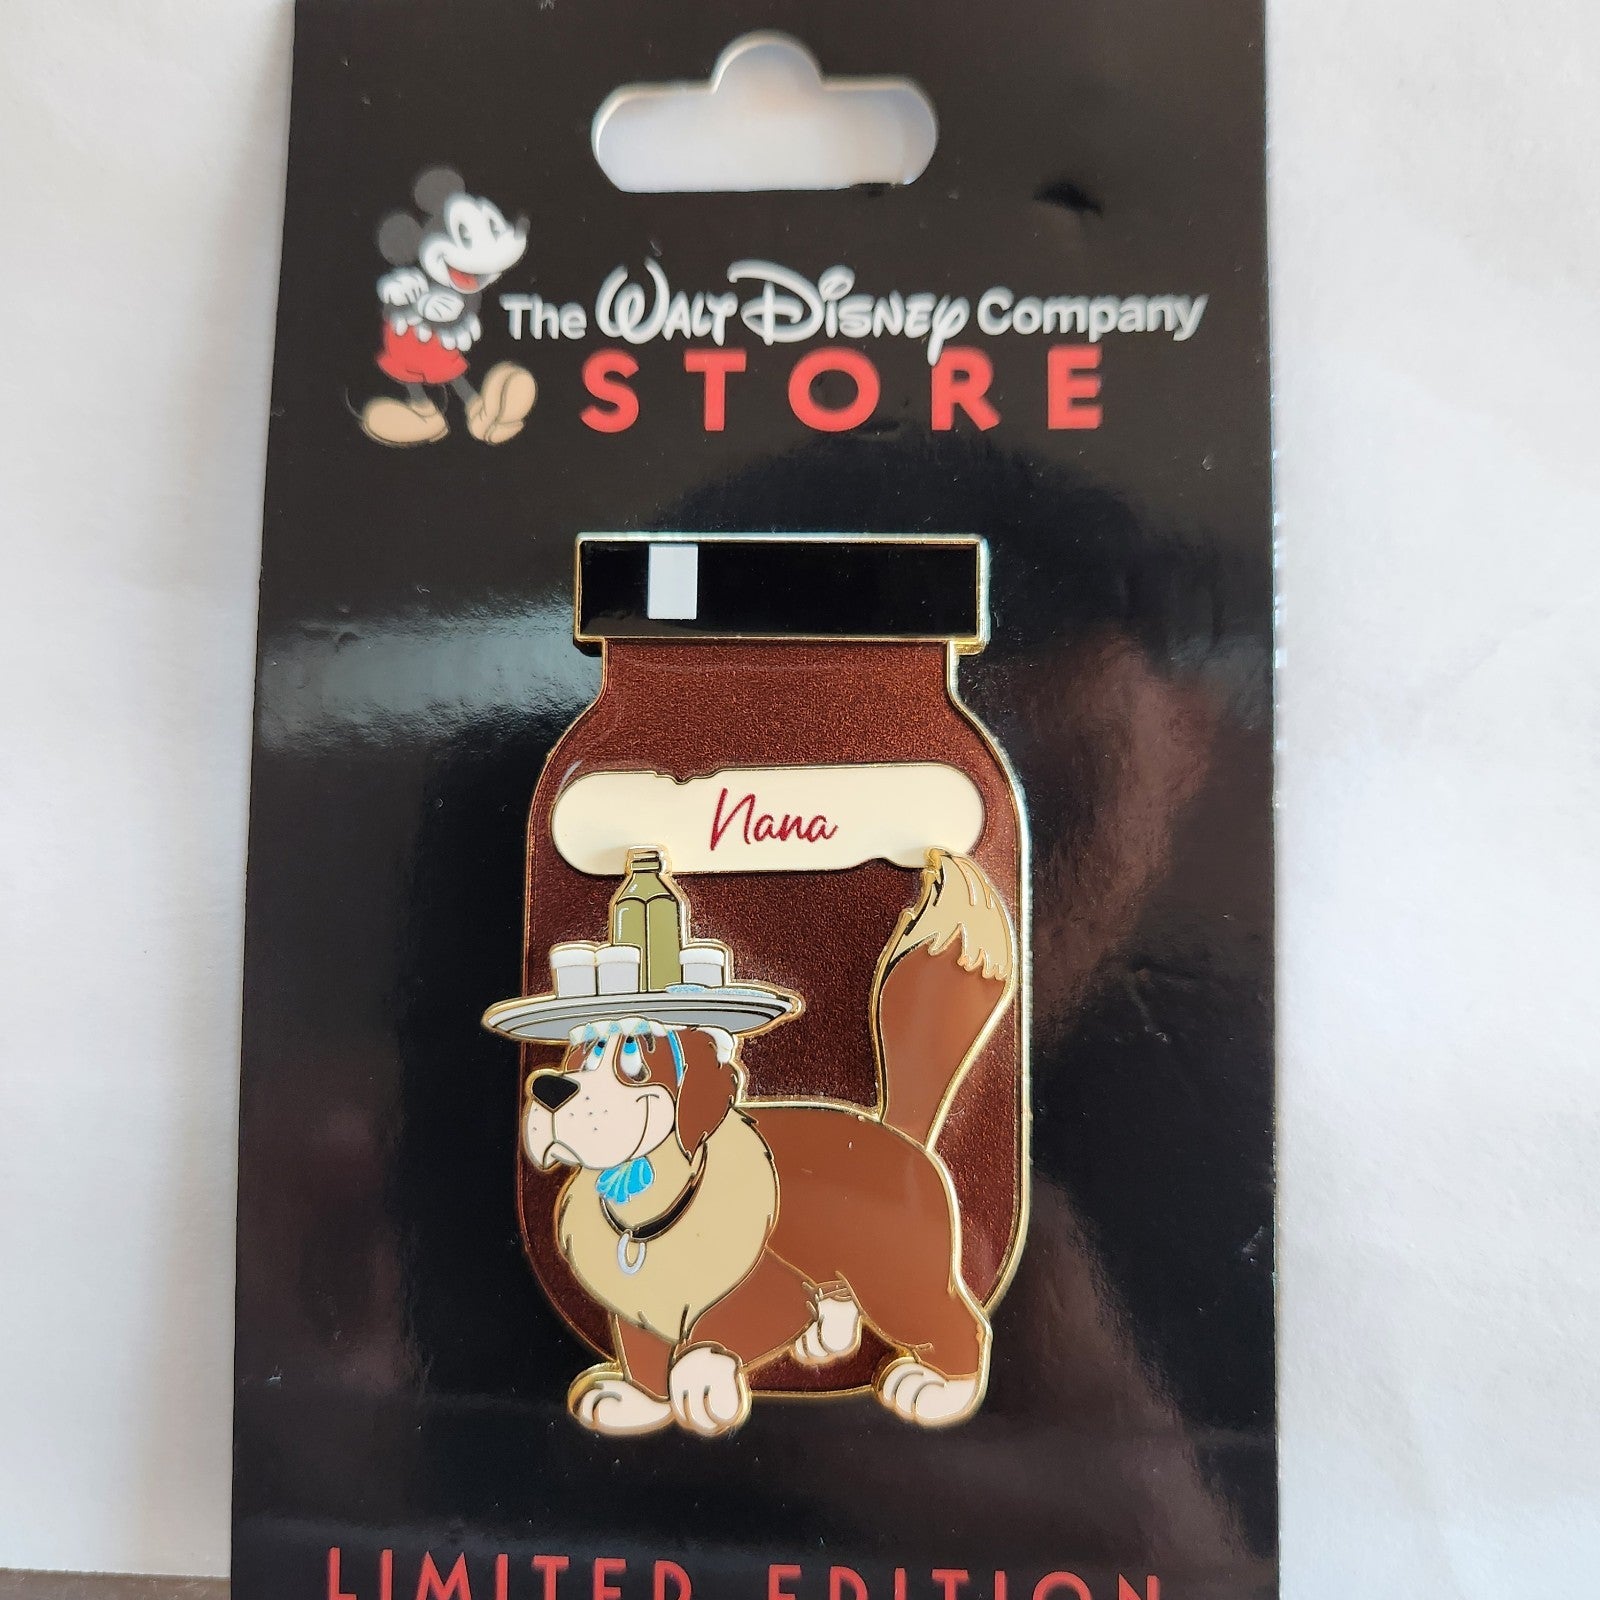 The Walt Disney Company
STORE
Nana
LIMITED EDITION